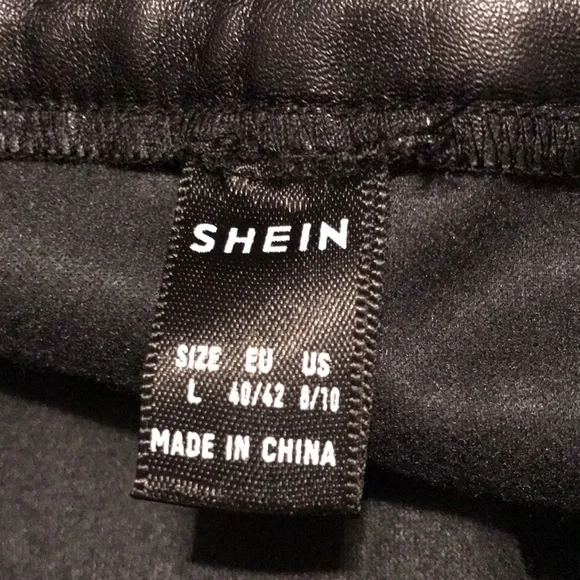 SHEIN
SIZE EU US
L 40/42 8/10
MADE IN CHINA